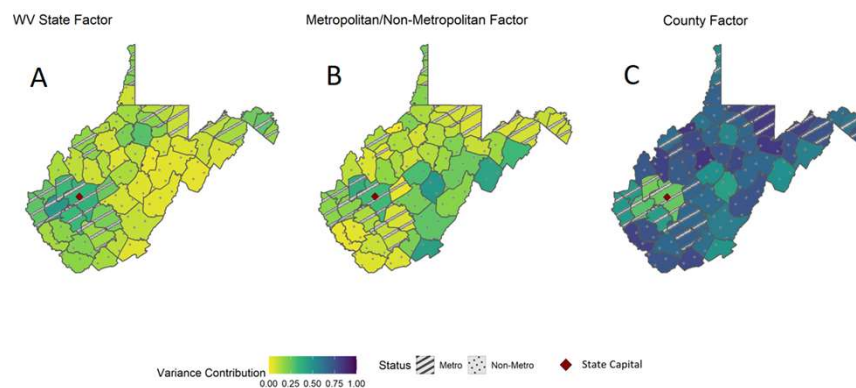 WV State Factor
Metropolitan/Non-Metropolitan Factor
County Factor
A
B
C
Variance Contribution
0.00 0.25 0.50 0.75 1.00
Status
Metro
Non-Metro
State Capital